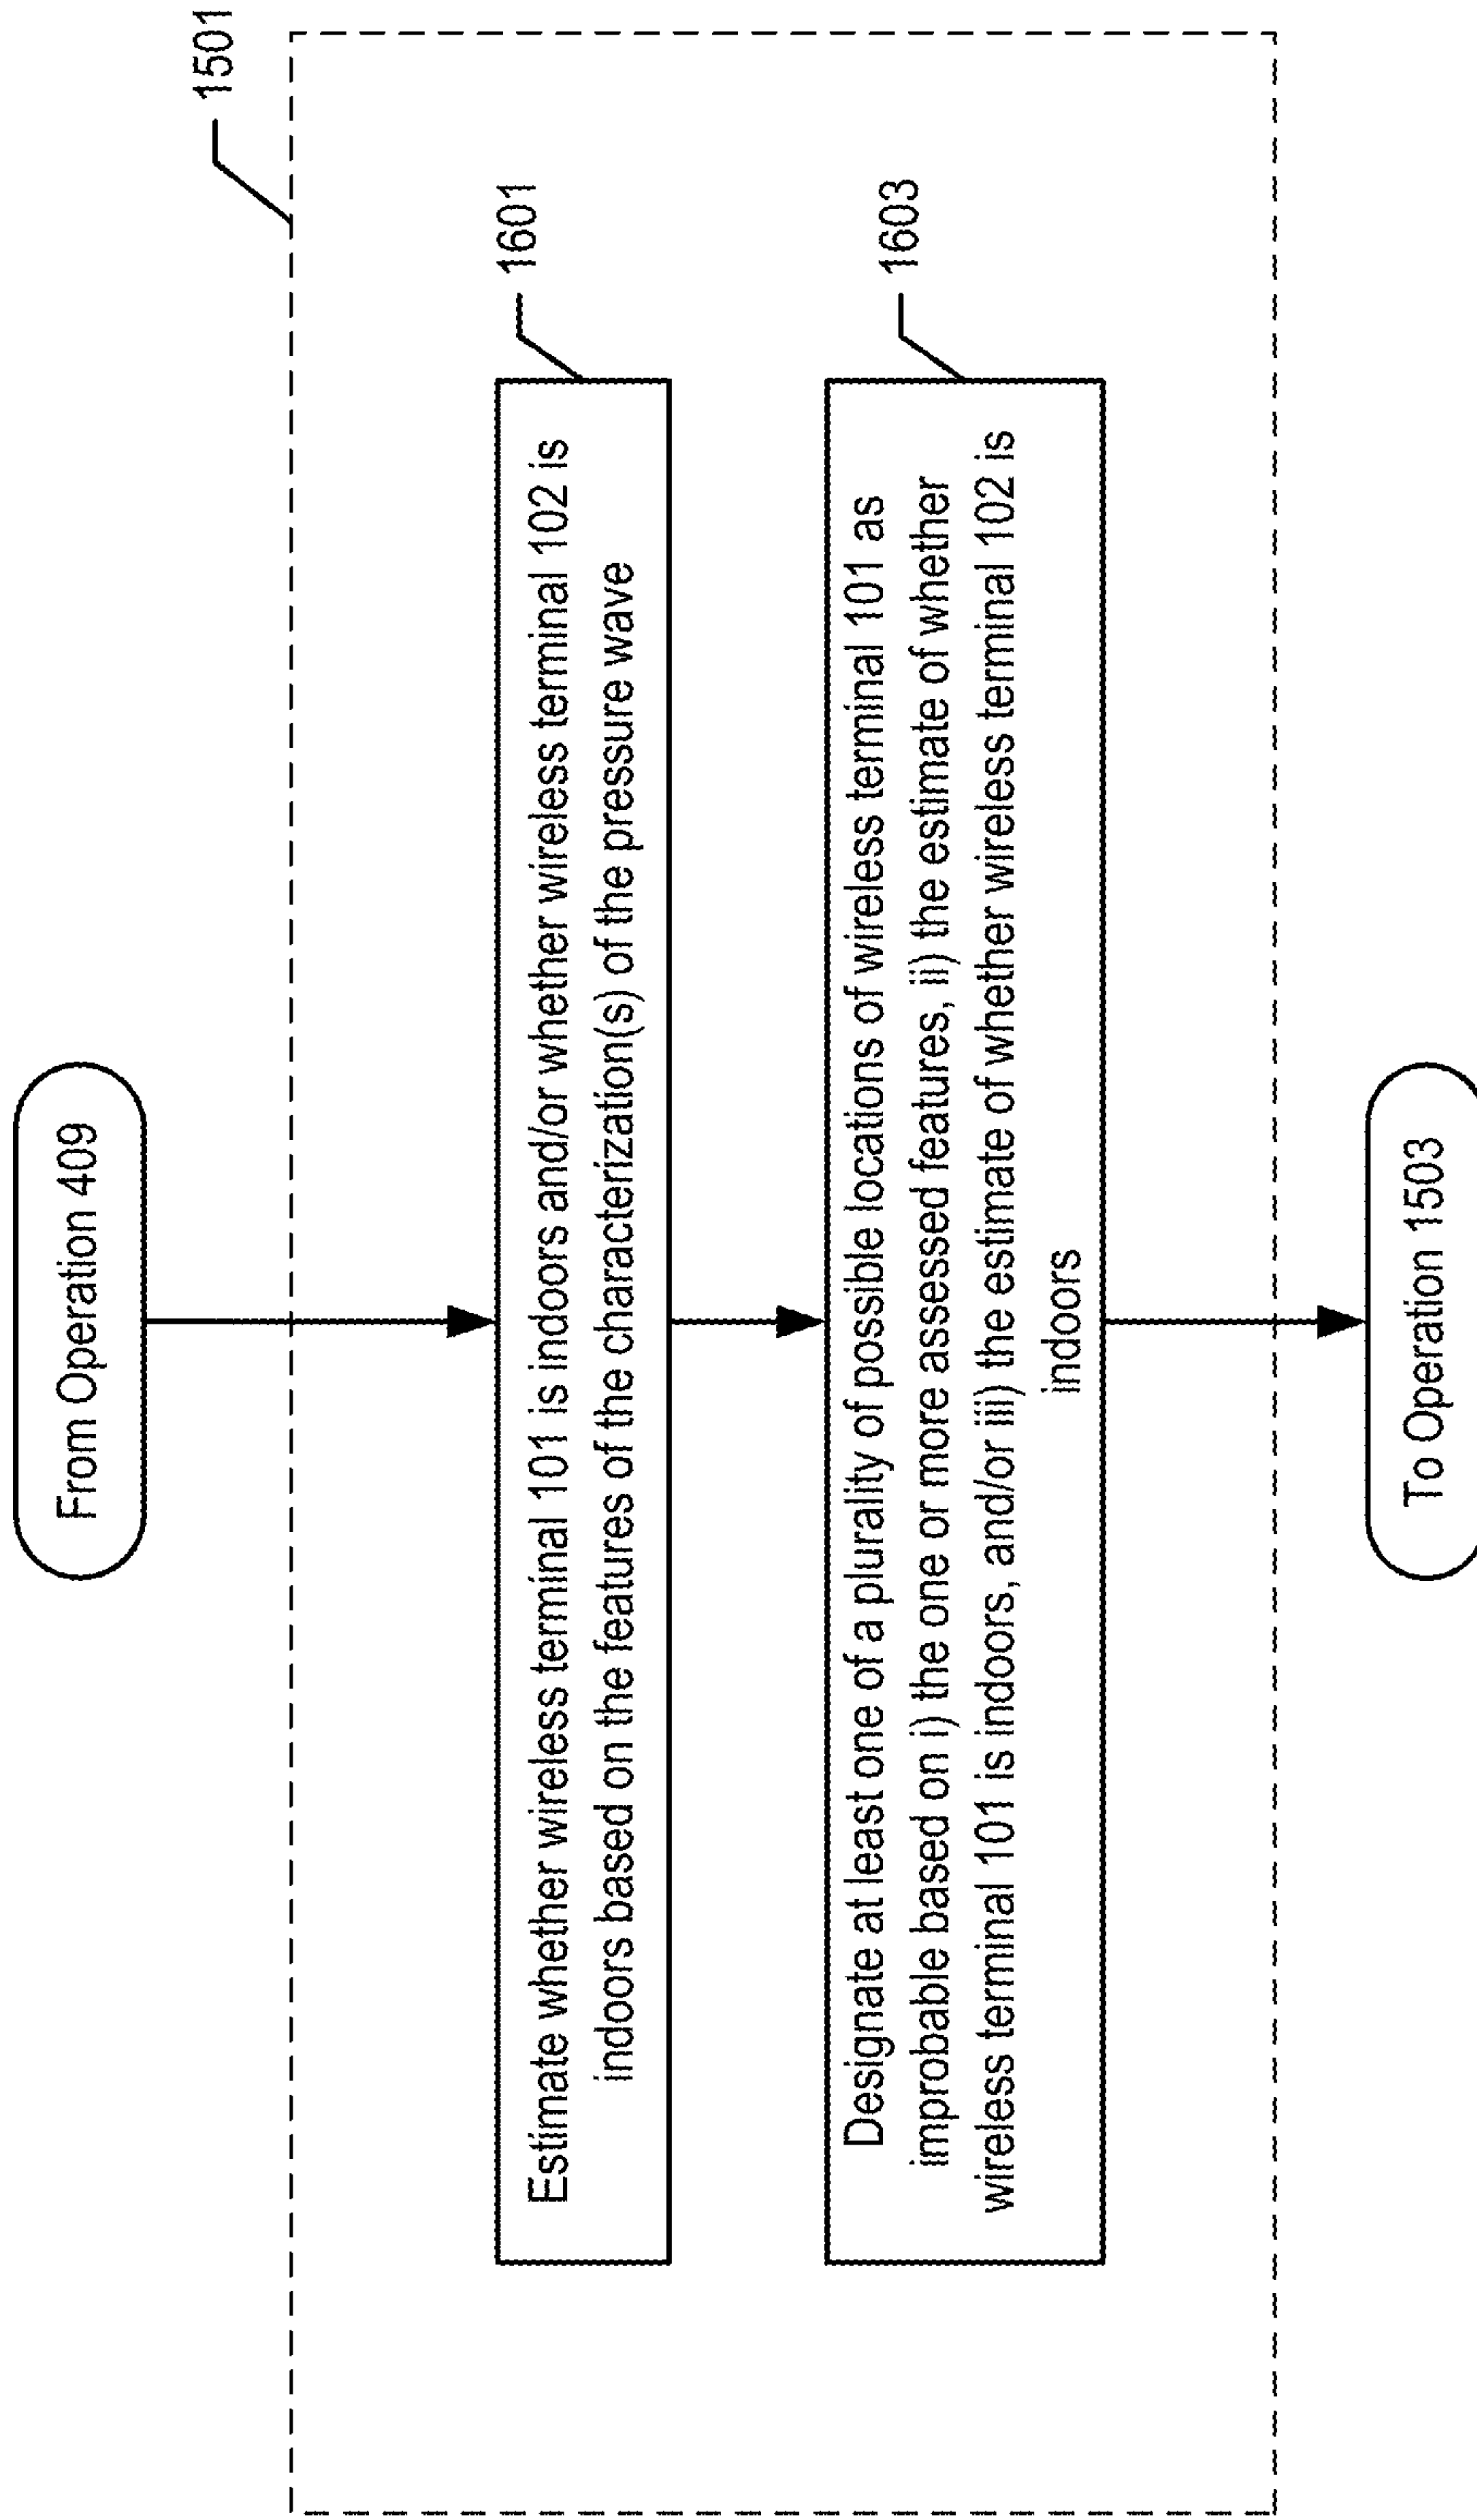 From Operation 409
1501
1601
Estimate whether wireless terminal 101 is indoors and/or whether wireless terminal 102 is
indoors based on the features of the characterization(s) of the pressure wave
1603
Designate at least one of a plurality of possible locations of wireless terminal 101 as
improbable based on i) the one or more assessed features, ii) the estimate of whether
wireless terminal 101 is indoors, and/or iii) the estimate of whether wireless terminal 102 is
indoors
To Operation 1503